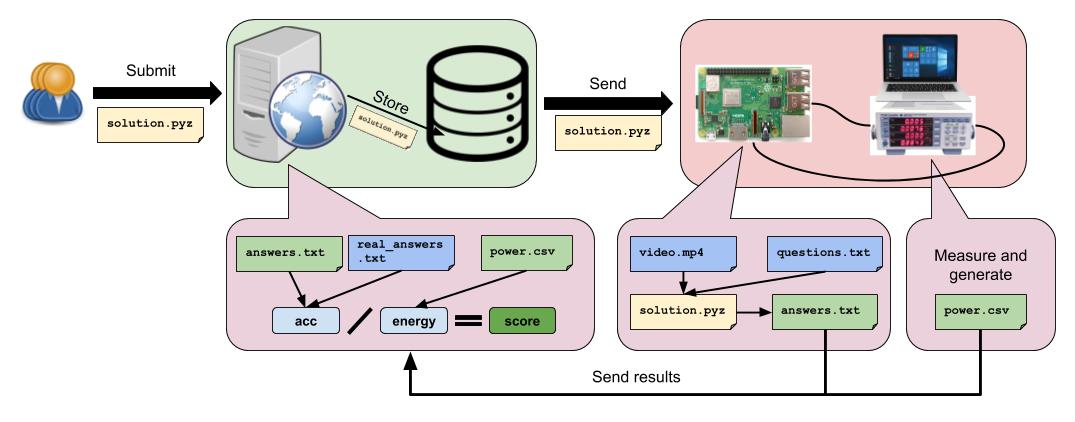 Submit
solution.pyz
Store
solution.pyz
Send
solution.pyz
answers.txt
real_answers
.txt
power.csv
acc
energy
score
video.mp4
questions.txt
solution.pyz
answers.txt
Measure and
generate
power.csv
Send results